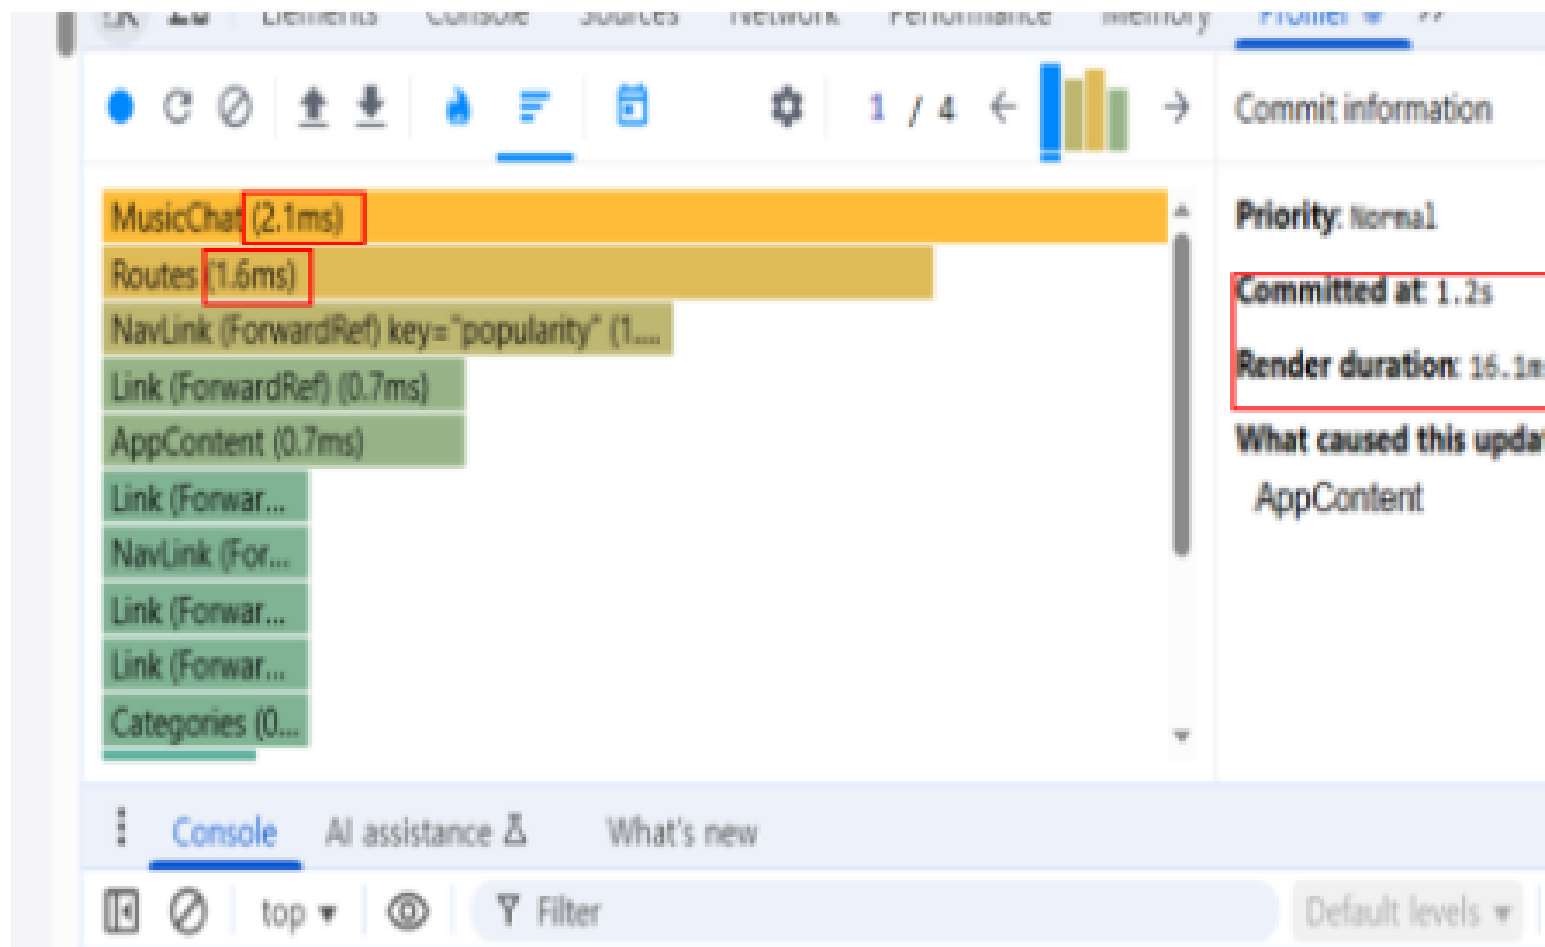 Elements Console Sources Network Performance Memory Profiler
1 / 4
Commit information
MusicChat (2.1ms)
Routes (1.6ms)
NavLink (ForwardRef) key="popularity" (1....
Link (ForwardRef) (0.7ms)
AppContent (0.7ms)
Link (Forwar...
NavLink (For...
Link (Forwar...
Link (Forwar...
Categories (0...
Priority: Normal
Committed at: 1.2s
Render duration: 16.1m
What caused this updat
AppContent
Console AI assistance What's new
top Filter Default levels